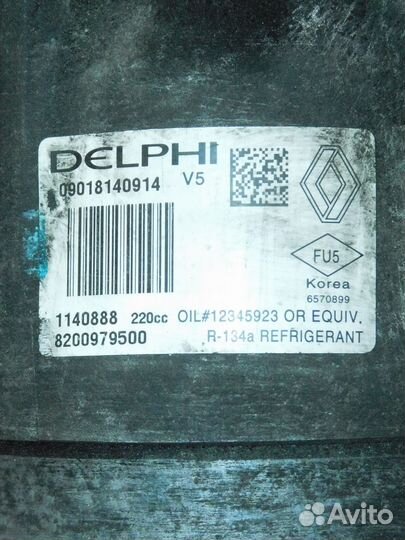 DELPHI
09018140914 V5
FU5
Korea
6570899
1140888 220cc OIL#12345923 OR EQUIV.
8200979500 R-134a REFRIGERANT
Avito